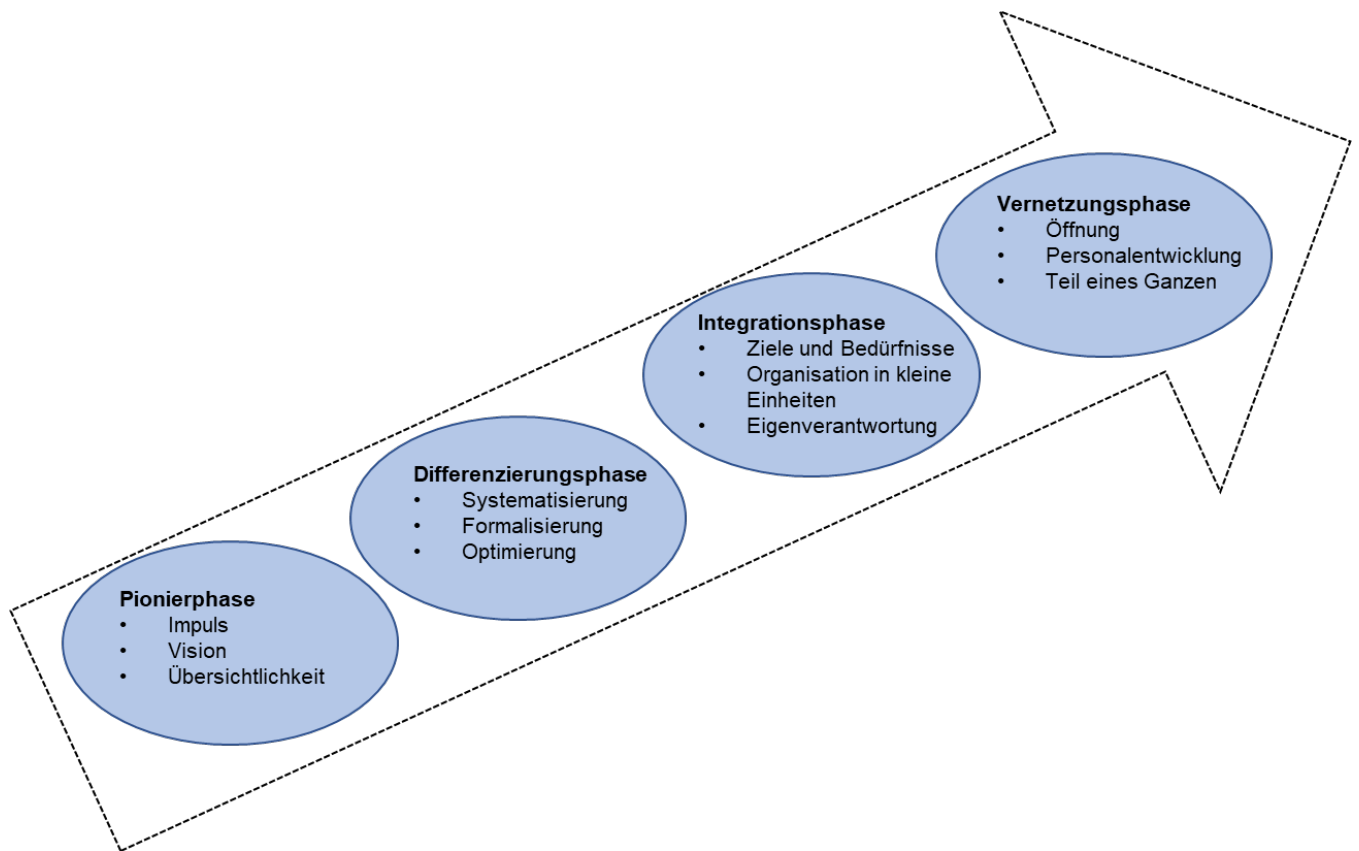 Vernetzungsphase
• Öffnung
• Personalentwicklung
• Teil eines Ganzen
Integrationsphase
• Ziele und Bedürfnisse
• Organisation in kleine
Einheiten
• Eigenverantwortung
Differenzierungsphase
• Systematisierung
• Formalisierung
• Optimierung
Pionierphase
• Impuls
• Vision
• Übersichtlichkeit